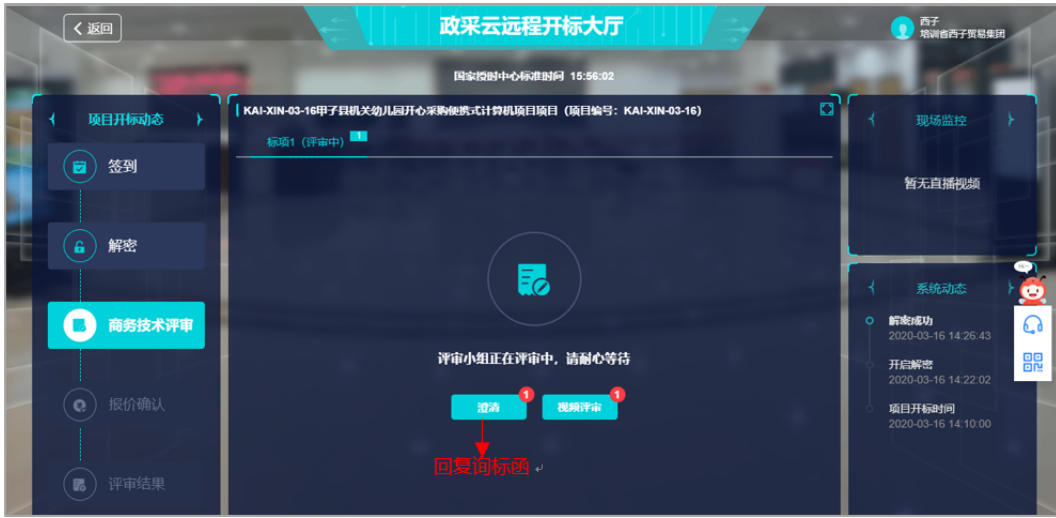 返回
政采云远程开标大厅
西子
培训省西子贸易集团
国家授时中心标准时间 15:56:02
项目开标动态
签到
解密
商务技术评审
报价确认
评审结果
KAI-XIN-03-16甲子县机关幼儿园开心采购便携式计算机项目项目（项目编号：KAI-XIN-03-16）
标项1（评审中） 1
评审小组正在评审中，请耐心等待
澄清 1
视频评审 1
回复询标函
现场监控
暂无直播视频
系统动态
解密成功
2020-03-16 14:26:43
开启解密
2020-03-16 14:22:02
项目开标时间
2020-03-16 14:10:00